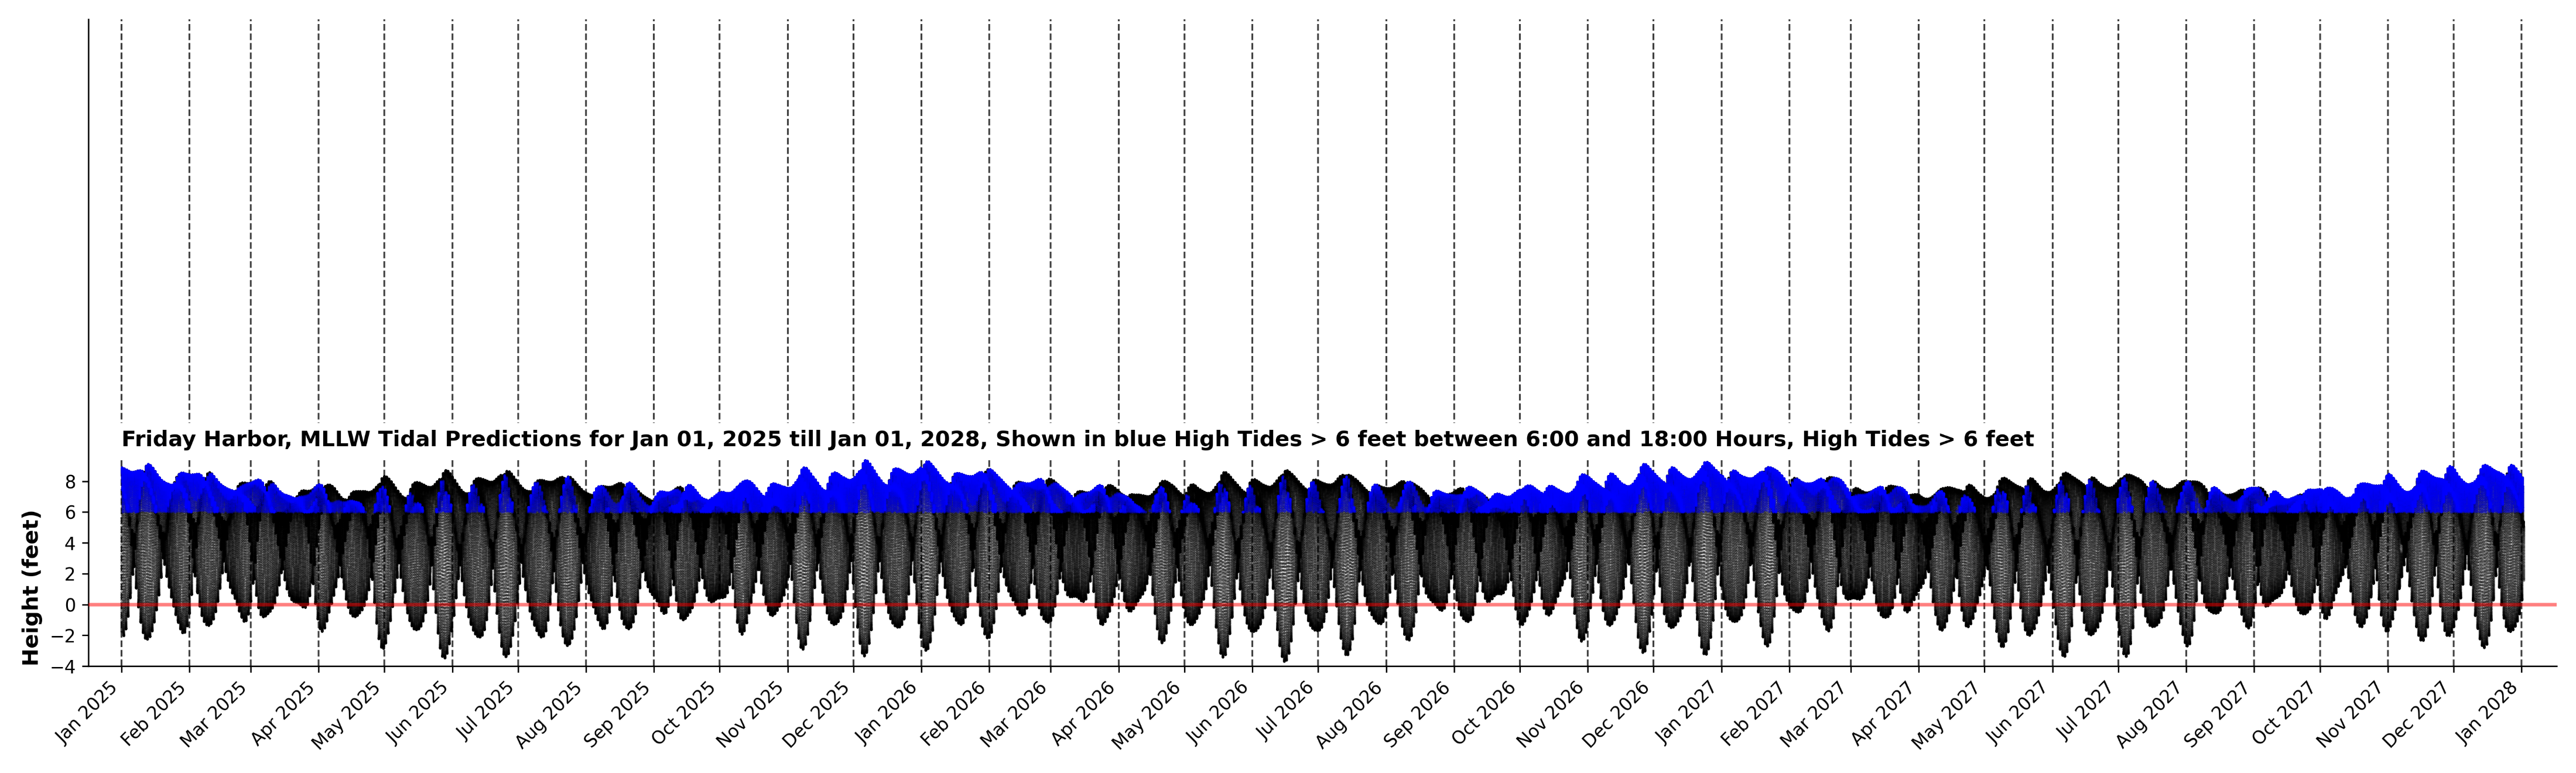 Friday Harbor, MLLW Tidal Predictions for Jan 01, 2025 till Jan 01, 2028, Shown in blue High Tides > 6 feet between 6:00 and 18:00 Hours, High Tides > 6 feet
Height (feet)
8
6
4
2
0
−2
−4
Jan 2025
Feb 2025
Mar 2025
Apr 2025
May 2025
Jun 2025
Jul 2025
Aug 2025
Sep 2025
Oct 2025
Nov 2025
Dec 2025
Jan 2026
Feb 2026
Mar 2026
Apr 2026
May 2026
Jun 2026
Jul 2026
Aug 2026
Sep 2026
Oct 2026
Nov 2026
Dec 2026
Jan 2027
Feb 2027
Mar 2027
Apr 2027
May 2027
Jun 2027
Jul 2027
Aug 2027
Sep 2027
Oct 2027
Nov 2027
Dec 2027
Jan 2028